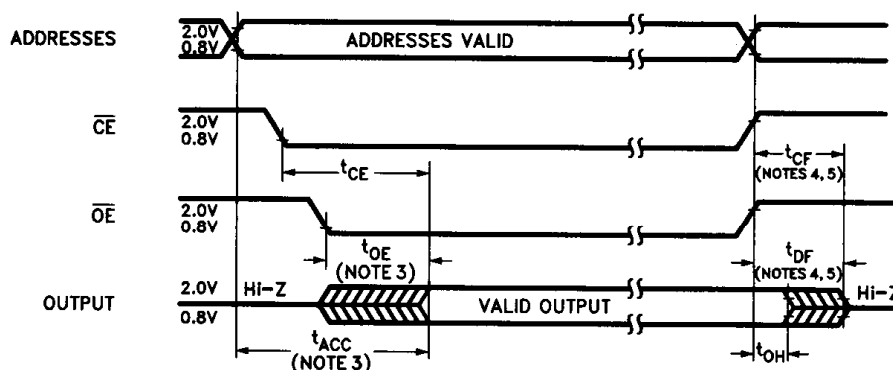 ADDRESSES
2.0V
0.8V
ADDRESSES VALID
CE
2.0V
0.8V
tCE
tCF
(NOTES 4, 5)
OE
2.0V
0.8V
tOE
(NOTE 3)
tDF
(NOTES 4, 5)
OUTPUT
2.0V
0.8V
Hi-Z
VALID OUTPUT
Hi-Z
tACC
(NOTE 3)
tOH